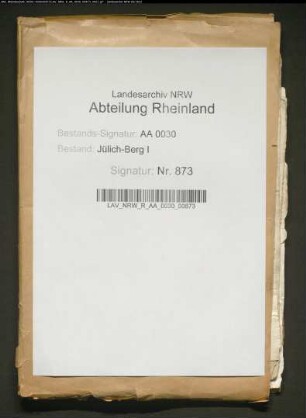 Landesarchiv NRW
Abteilung Rheinland
Bestands-Signatur: AA 0030
Bestand: Jülich-Berg I
Signatur: Nr. 873
LAV_NRW_R_AA_0030_00873